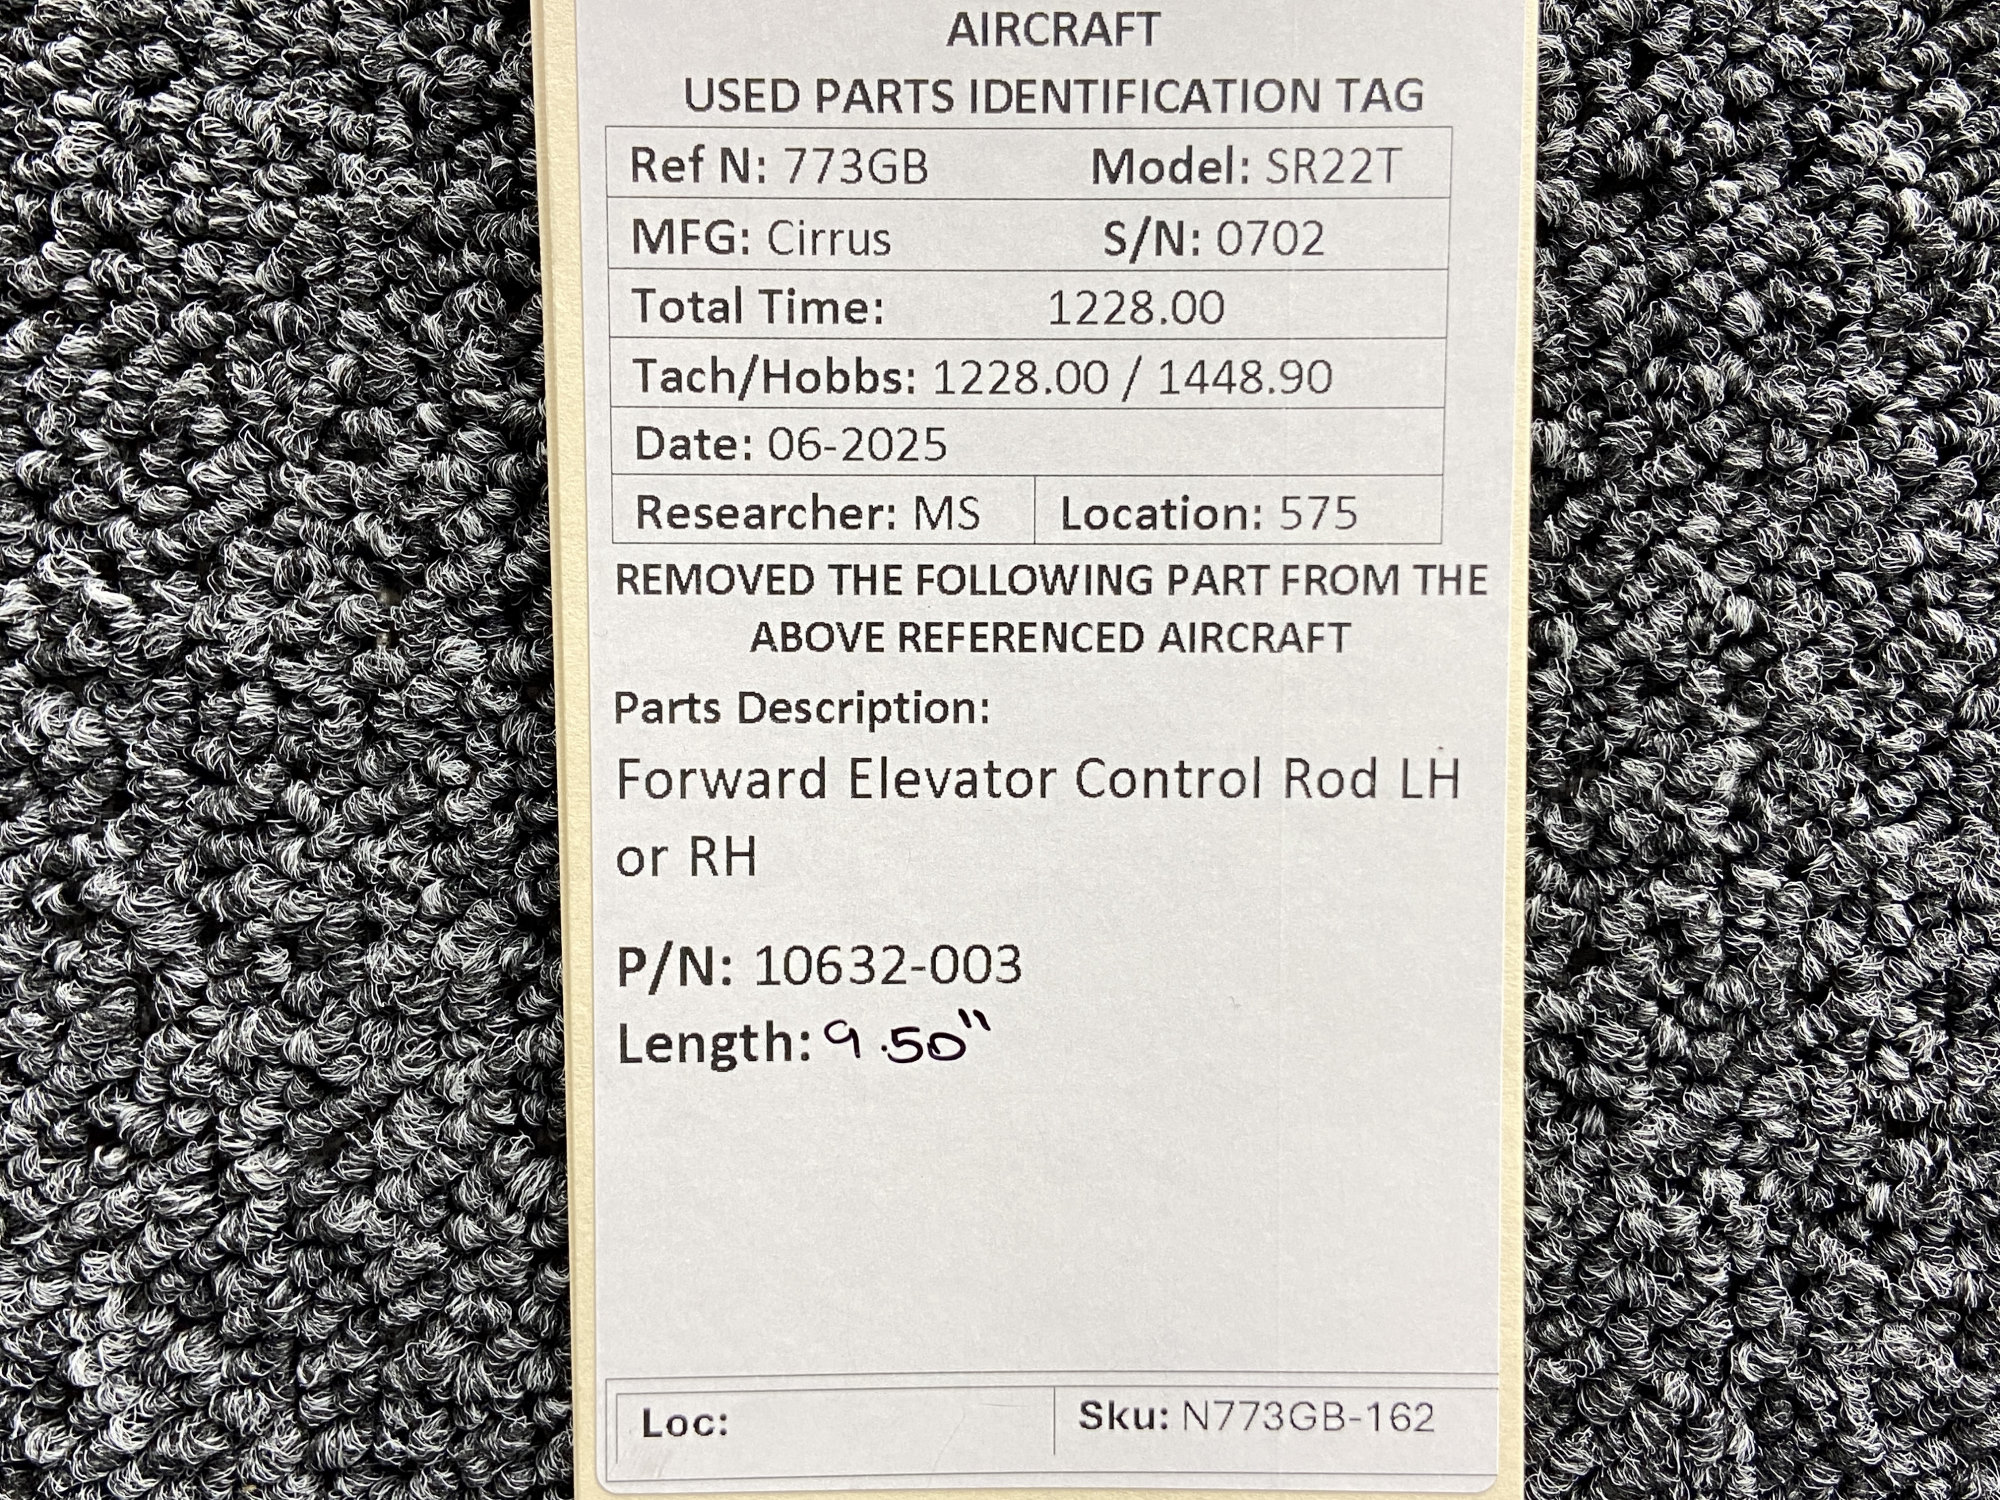 AIRCRAFT
USED PARTS IDENTIFICATION TAG
Ref N: 773GB Model: SR22T
MFG: Cirrus S/N: 0702
Total Time: 1228.00
Tach/Hobbs: 1228.00 / 1448.90
Date: 06-2025
Researcher: MS Location: 575
REMOVED THE FOLLOWING PART FROM THE
ABOVE REFERENCED AIRCRAFT
Parts Description:
Forward Elevator Control Rod LH
or RH
P/N: 10632-003
Length: 9.50"
Loc: Sku: N773GB-162